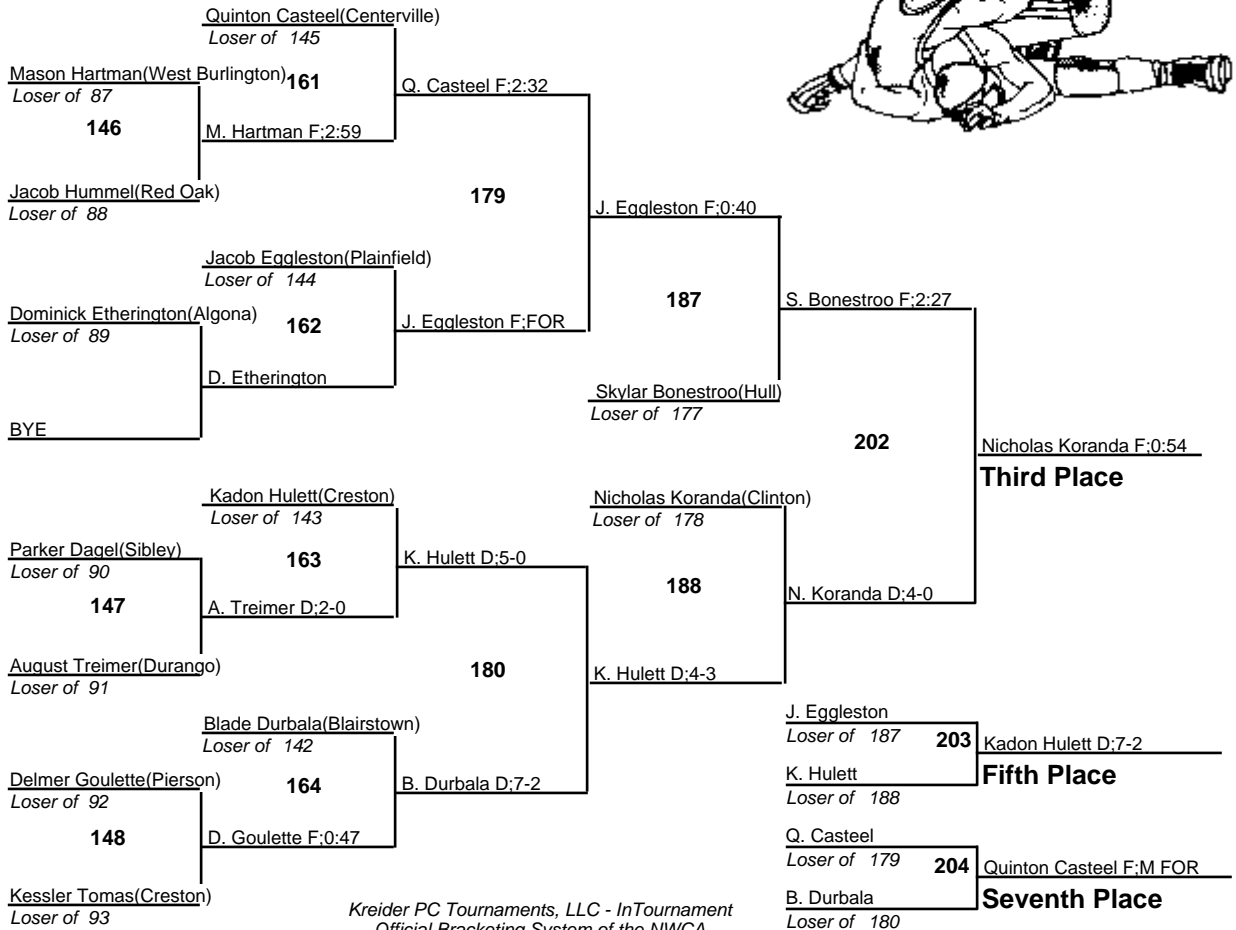 Quinton Casteel(Centerville)
Loser of 145
Mason Hartman(West Burlington)
161
Loser of 87
Q. Casteel F;2:32
146
M. Hartman F;2:59
Jacob Hummel(Red Oak)
Loser of 88
179
J. Eggleston F;0:40
Jacob Eggleston(Plainfield)
Loser of 144
187
S. Bonestroo F;2:27
Dominick Etherington(Algona)
Loser of 89
162
J. Eggleston F;FOR
D. Etherington
Skylar Bonestroo(Hull)
Loser of 177
BYE
202
Nicholas Koranda F;0:54
Third Place
Kadon Hulett(Creston)
Loser of 143
Nicholas Koranda(Clinton)
Loser of 178
Parker Dagel(Sibley)
Loser of 90
163
K. Hulett D;5-0
188
147
A. Treimer D;2-0
N. Koranda D;4-0
August Treimer(Durango)
Loser of 91
180
K. Hulett D;4-3
Blade Durbala(Blairstown)
Loser of 142
J. Eggleston
Loser of 187
203
Kadon Hulett D;7-2
Fifth Place
K. Hulett
Loser of 188
Delmer Goulette(Pierson)
Loser of 92
164
B. Durbala D;7-2
148
D. Goulette F;0:47
Q. Casteel
Loser of 179
204
Quinton Casteel F;M FOR
Seventh Place
B. Durbala
Loser of 180
Kessler Tomas(Creston)
Loser of 93
Kreider PC Tournaments, LLC - InTournament
Official Bracketing System of the NWCA